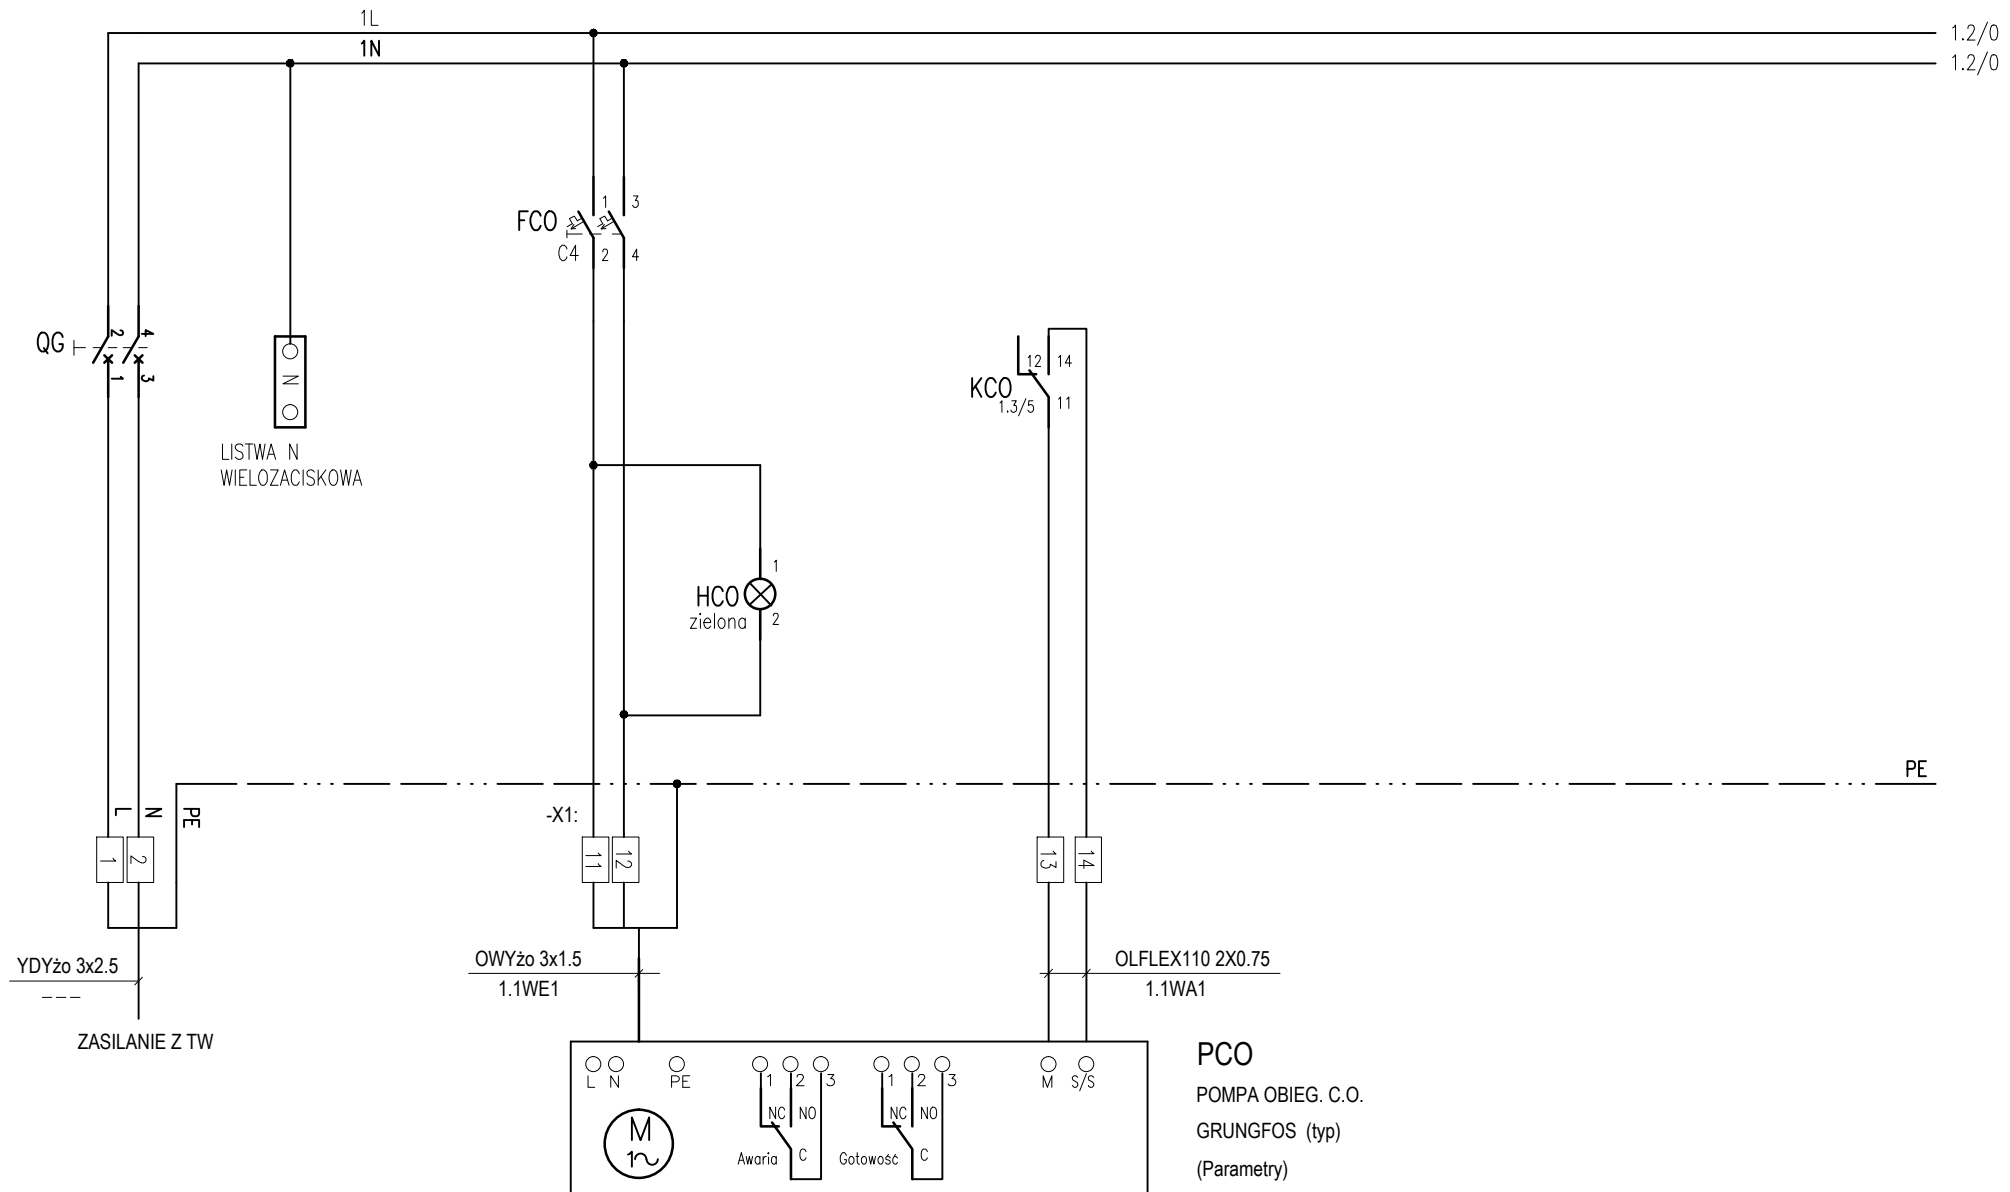 1L
1.2/0
1N
1.2/0
1
3
FCO
C4
2
4
QG
2
4
1
3
N
LISTWA N
WIELOZACISKOWA
12
14
KCO
1.3/5
11
1
HCO
zielona
2
PE
L
N
PE
-X1:
1
2
11
12
13
14
YDYżo 3x2.5
---
ZASILANIE Z TW
OWYżo 3x1.5
1.1WE1
OLFLEX110 2X0.75
1.1WA1
L N PE
1 2 3
1 2 3
M S/S
M
1~
NC NO
Awaria C
NC NO
Gotowość C
PCO
POMPA OBIEG. C.O.
GRUNGFOS (typ)
(Parametry)